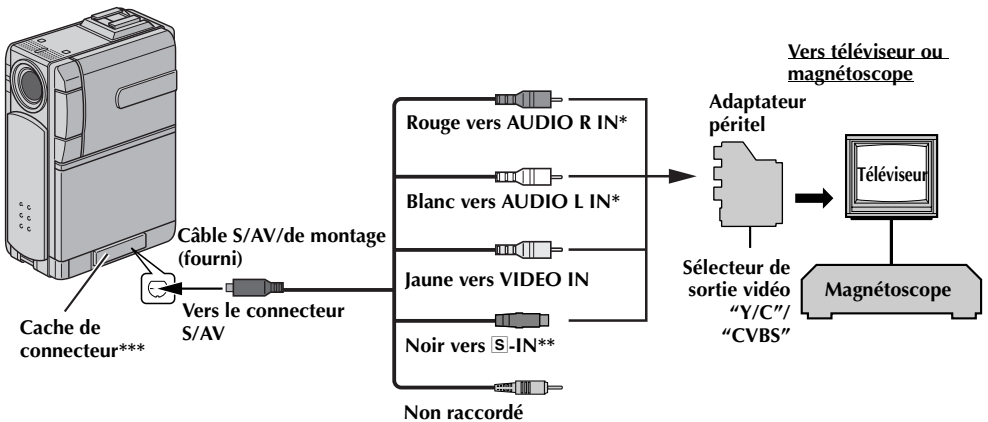 Vers téléviseur ou
magnétoscope
Adaptateur
péritel
Rouge vers AUDIO R IN*
Téléviseur
Blanc vers AUDIO L IN*
Câble S/AV/de montage
(fourni)
Jaune vers VIDEO IN
Sélecteur de
sortie vidéo
“Y/C”/
“CVBS”
Magnétoscope
Vers le connecteur
S/AV
Cache de
connecteur***
Noir vers S-IN**
Non raccordé